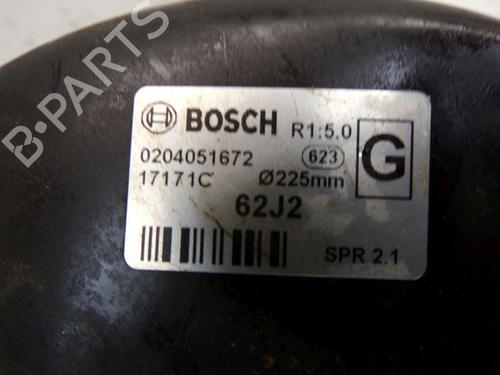 BOSCH R1:5,0
0204051672 623 G
17171C Ø225mm
62J2
SPR 2.1
B-PARTS